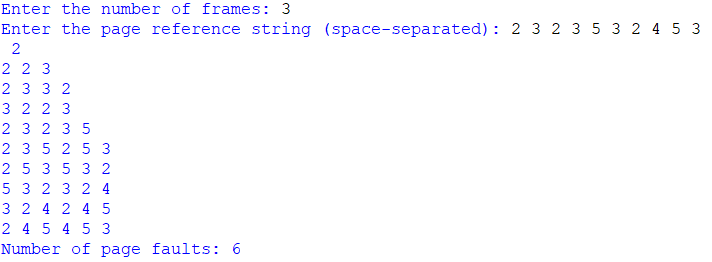 Enter the number of frames: 3
Enter the page reference string (space-separated): 2 3 2 3 5 3 2 4 5 3
2
2 2 3
2 3 3 2
3 2 2 3
2 3 2 3 5
2 3 5 2 5 3
2 5 3 5 3 2
5 3 2 3 2 4
3 2 4 2 4 5
2 4 5 4 5 3
Number of page faults: 6